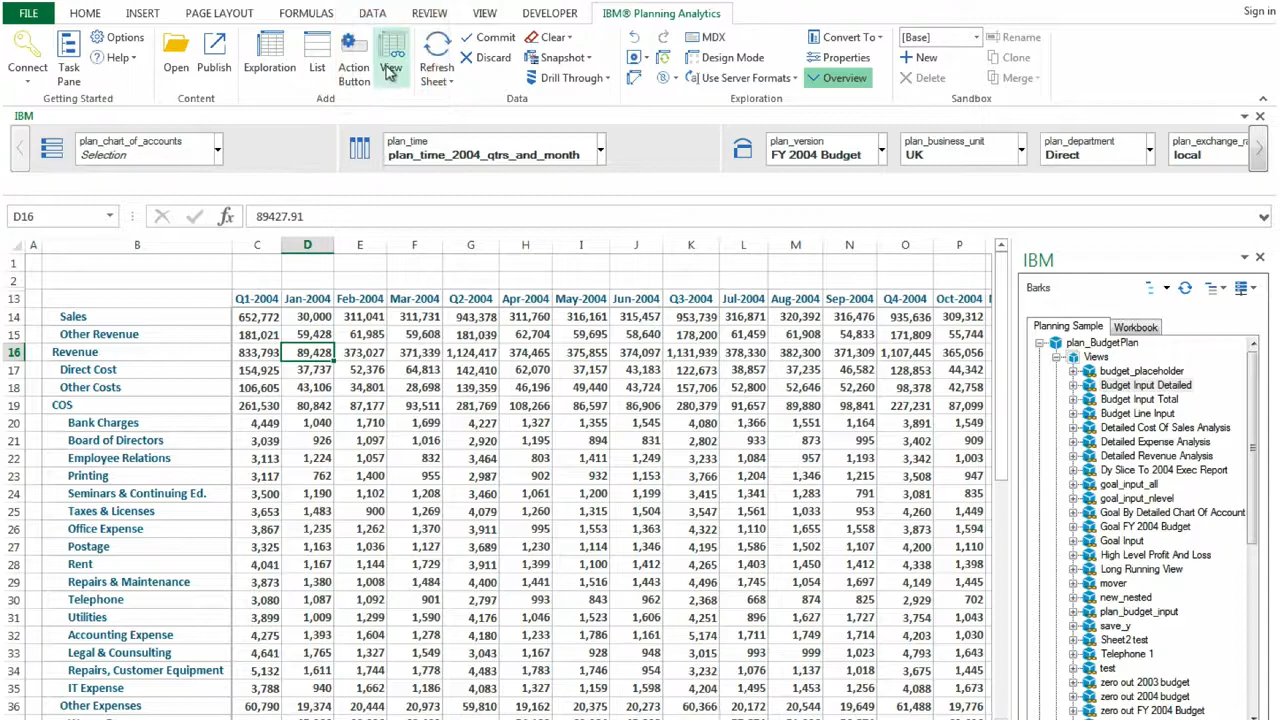 FILE HOME INSERT PAGE LAYOUT FORMULAS DATA REVIEW VIEW DEVELOPER IBM® Planning Analytics Sign in
Connect
Task Pane
Options
Help
Getting Started
Open
Publish
Content
Exploration
List
Action Button
View
Add
Refresh Sheet
Commit
Discard
Clear
Snapshot
Drill Through
Data
MDX
Use Server Formats
Convert To
Properties
Overview
Exploration
[Base]
New
Delete
Rename
Clone
Merge
Sandbox
IBM
plan_chart_of_accounts
Selection
plan_time
plan_time_2004_qtrs_and_month
plan_version
FY 2004 Budget
plan_business_unit
UK
plan_department
Direct
plan_exchange_ra
local
D16 fx 89427.91
A B C D E F G H I J K L M N O P
1
2
13 Q1-2004 Jan-2004 Feb-2004 Mar-2004 Q2-2004 Apr-2004 May-2004 Jun-2004 Q3-2004 Jul-2004 Aug-2004 Sep-2004 Q4-2004 Oct-2004
14 Sales 652,772 30,000 311,041 311,731 943,378 311,760 316,161 315,457 953,739 316,871 320,392 316,476 935,636 309,312
15 Other Revenue 181,021 59,428 61,985 59,608 181,039 62,704 59,695 58,640 178,200 61,459 61,908 54,833 171,809 55,744
16 Revenue 833,793 89,428 373,027 371,339 1,124,417 374,465 375,855 374,097 1,131,939 378,330 382,300 371,309 1,107,445 365,056
17 Direct Cost 154,925 37,737 52,376 64,813 142,410 62,070 37,157 43,183 122,673 38,857 37,235 46,582 128,853 44,342
18 Other Costs 106,605 43,106 34,801 28,698 139,359 46,196 49,440 43,724 157,706 52,800 52,646 52,260 98,378 42,758
19 COS 261,530 80,842 87,177 93,511 281,769 108,266 86,597 86,906 280,379 91,657 89,880 98,841 227,231 87,099
20 Bank Charges 4,449 1,040 1,710 1,699 4,227 1,327 1,355 1,545 4,080 1,366 1,551 1,164 3,891 1,549
21 Board of Directors 3,039 926 1,097 1,016 2,920 1,195 894 831 2,802 933 873 995 3,402 909
22 Employee Relations 3,113 1,224 1,057 832 3,464 803 1,411 1,249 3,233 1,084 957 1,193 3,342 1,003
23 Printing 3,117 762 1,400 955 2,987 902 932 1,153 3,766 1,204 1,346 1,215 3,508 947
24 Seminars & Continuing Ed. 3,500 1,190 1,102 1,208 3,460 1,061 1,200 1,199 3,415 1,341 1,283 791 3,081 835
25 Taxes & Licenses 3,653 1,483 900 1,269 4,079 1,260 1,315 1,504 3,547 1,561 1,033 953 4,260 1,449
26 Office Expense 3,867 1,235 1,370 1,262 3,911 995 1,553 1,363 4,322 1,110 1,655 1,558 3,873 1,594
27 Postage 3,325 1,163 1,036 1,127 3,689 1,230 1,114 1,346 4,195 1,586 1,502 1,107 3,911 1,110
28 Rent 4,041 1,167 1,144 1,729 3,911 1,399 1,100 1,412 4,265 1,403 1,450 1,412 4,338 1,398
29 Repairs & Maintenance 3,873 1,380 1,008 1,484 4,400 1,441 1,516 1,443 4,496 1,745 1,054 1,697 4,149 1,445
30 Telephone 3,080 1,087 1,092 901 2,797 993 843 962 2,368 668 874 825 2,929 702
31 Utilities 3,899 1,009 1,299 1,590 4,176 1,046 1,523 1,606 4,251 896 1,627 1,727 3,754 1,043
32 Accounting Expense 4,275 1,393 1,604 1,278 4,180 1,233 1,786 1,161 5,174 1,711 1,749 1,714 4,203 1,030
33 Legal & Counsulting 4,641 1,765 1,327 1,549 3,043 1,167 928 948 3,015 993 999 1,023 4,793 1,643
34 Repairs, Customer Equipment 5,132 1,611 1,744 1,778 4,483 1,783 1,746 954 3,232 1,076 1,137 1,018 3,675 1,445
35 IT Expense 3,788 940 1,662 1,186 4,083 1,327 1,159 1,598 4,204 1,495 1,453 1,256 4,088 1,673
36 Other Expenses 60,790 19,374 20,444 20,973 59,810 19,162 20,375 20,273 60,366 19,974 20,544 19,649 61,488 19,776
IBM
Barks
Planning Sample Workbook
plan_BudgetPlan
Views
budget_placeholder
Budget Input Detailed
Budget Input Total
Budget Line Input
Detailed Cost Of Sales Analysis
Detailed Expense Analysis
Detailed Revenue Analysis
Dy Slice To 2004 Exec Report
goal_input_all
goal_input_nlevel
Goal By Detailed Chart Of Account
Goal FY 2004 Budget
Goal Input
High Level Profit And Loss
Long Running View
mover
new_nested
plan_budget_input
save_y
Sheet2 test
Telephone 1
test
zero out 2003 budget
zero out 2004 budget
zero out FY 2004 Budget